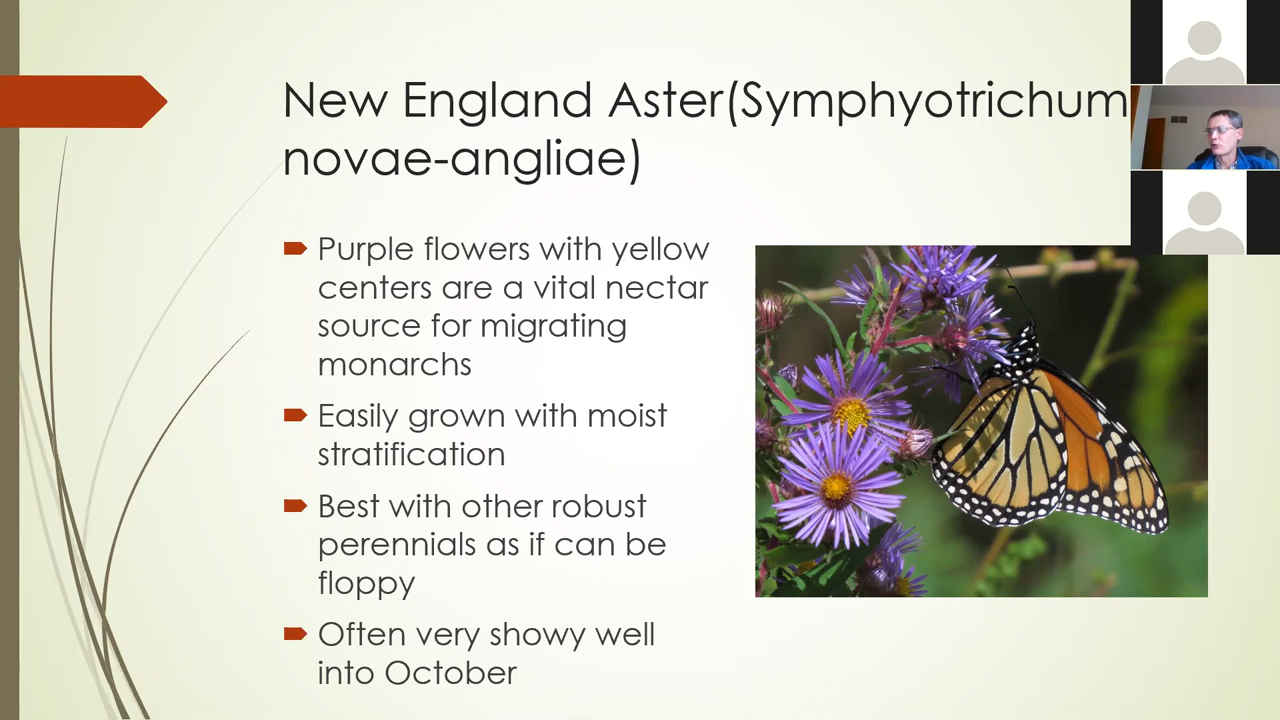 New England Aster(Symphyotrichum
novae-angliae)
Purple flowers with yellow
centers are a vital nectar
source for migrating
monarchs
Easily grown with moist
stratification
Best with other robust
perennials as if can be
floppy
Often very showy well
into October